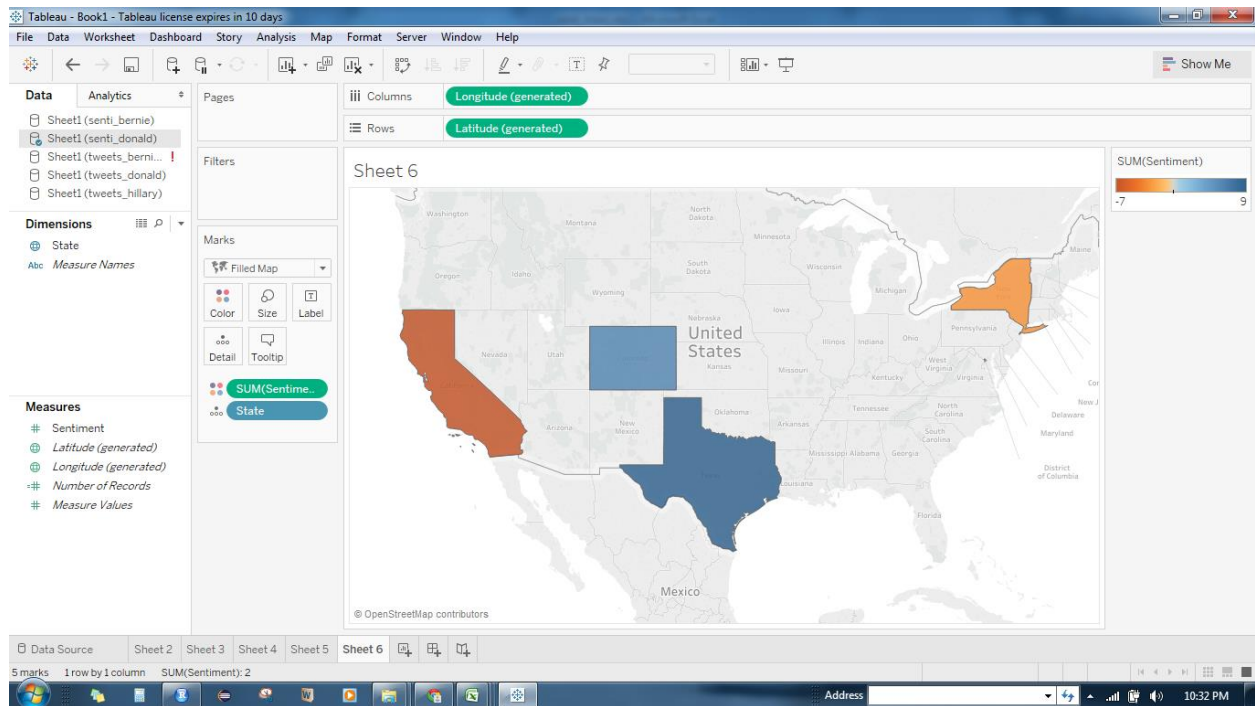 Tableau - Book1 - Tableau license expires in 10 days
File Data Worksheet Dashboard Story Analysis Map Format Server Window Help
Show Me
Data Analytics
Sheet1 (senti_bernie)
Sheet1 (senti_donald)
Sheet1 (tweets_berni... !
Sheet1 (tweets_donald)
Sheet1 (tweets_hillary)
Dimensions
State
Abc Measure Names
Measures
# Sentiment
Latitude (generated)
Longitude (generated)
=# Number of Records
# Measure Values
Pages
Filters
Marks
Filled Map
Color Size Label
Detail Tooltip
SUM(Sentime..
State
iii Columns Longitude (generated)
Rows Latitude (generated)
Sheet 6
Washington
Montana
North
Dakota
Minnesota
Maine
Oregon
Idaho
South
Dakota
Wisconsin
Michigan
Wyoming
Iowa
Nebraska
Pennsylvania
United
States
Nevada
Utah
Illinois
Indiana
Ohio
Kansas
Missouri
West
Virginia
Kentucky
Virginia
Cor
New J
Delaware
Maryland
District
of Columbia
Arizona
New
Mexico
Oklahoma
Arkansas
Tennessee
North
Carolina
South
Carolina
Mississippi
Alabama
Georgia
Louisiana
Florida
Mexico
© OpenStreetMap contributors
SUM(Sentiment)
-7 9
Data Source Sheet 2 Sheet 3 Sheet 4 Sheet 5 Sheet 6
5 marks 1 row by 1 column SUM(Sentiment): 2
Address
10:32 PM